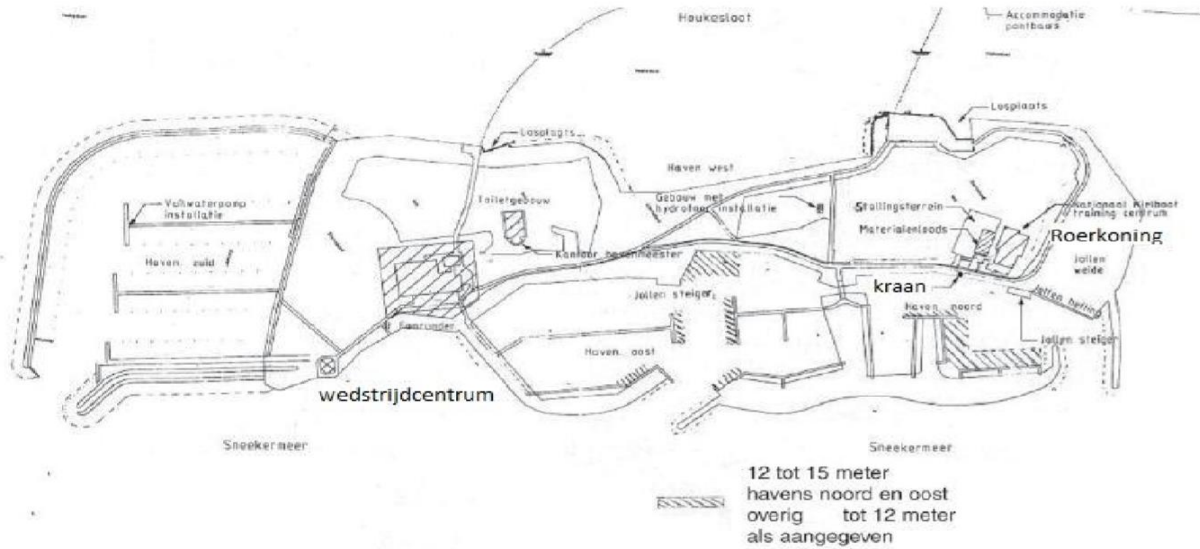 Houkesloot
Accommodatie
pontbaas
Losplaats
Losplaats
Haven west
Vuilwaterpomp
installatie
Toiletgebouw
Gebouw met
hydrofoor installatie
Stallingsterrein
Materialenloods
Nationaal Kielboot
training centrum
Roerkoning
Jollen
weide
Haven zuid
Kantoor havenmeester
kraan
Jollen steiger
Haven noord
Jollen helling
Jollen steiger
Haven oost
wedstrijdcentrum
Sneekermeer
Sneekermeer
12 tot 15 meter
havens noord en oost
overig tot 12 meter
als aangegeven